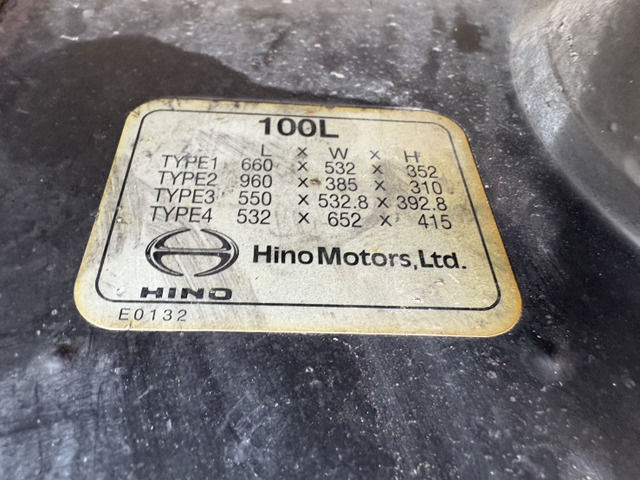 100L
L × W × H
TYPE1 660 × 532 × 352
TYPE2 960 × 385 × 310
TYPE3 550 × 532.8 × 392.8
TYPE4 532 × 652 × 415
Hino Motors, Ltd.
HINO
E0132